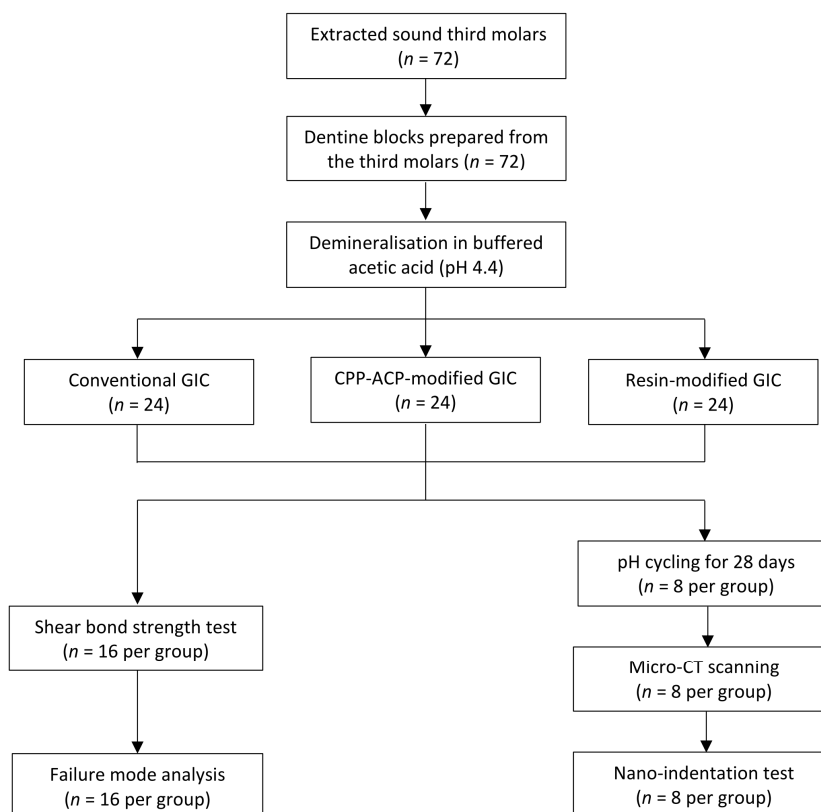 Extracted sound third molars
(n = 72)
Dentine blocks prepared from
the third molars (n = 72)
Demineralisation in buffered
acetic acid (pH 4.4)
Conventional GIC
(n = 24)
CPP-ACP-modified GIC
(n = 24)
Resin-modified GIC
(n = 24)
Shear bond strength test
(n = 16 per group)
Failure mode analysis
(n = 16 per group)
pH cycling for 28 days
(n = 8 per group)
Micro-CT scanning
(n = 8 per group)
Nano-indentation test
(n = 8 per group)